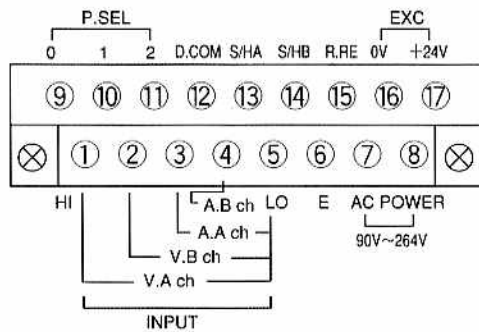 P.SEL EXC
0 1 2 D.COM S/HA S/HB R.RE 0V +24V
⑨ ⑩ ⑪ ⑫ ⑬ ⑭ ⑮ ⑯ ⑰
① ② ③ ④ ⑤ ⑥ ⑦ ⑧
HI A.B ch LO E AC POWER
A.A ch 90V~264V
V.B ch
V.A ch
INPUT